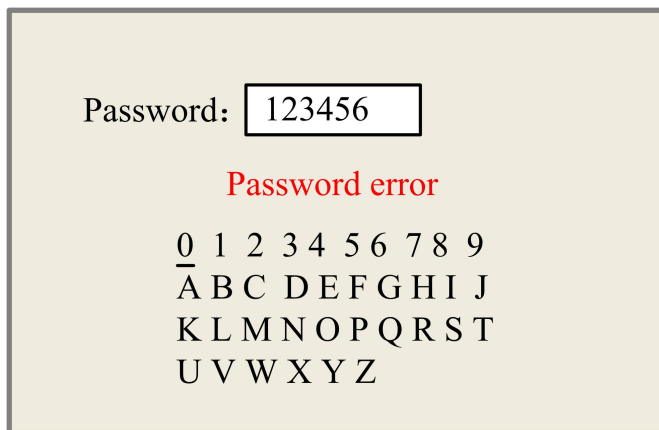 Password: 123456
Password error
0 1 2 3 4 5 6 7 8 9
A B C D E F G H I J
K L M N O P Q R S T
U V W X Y Z